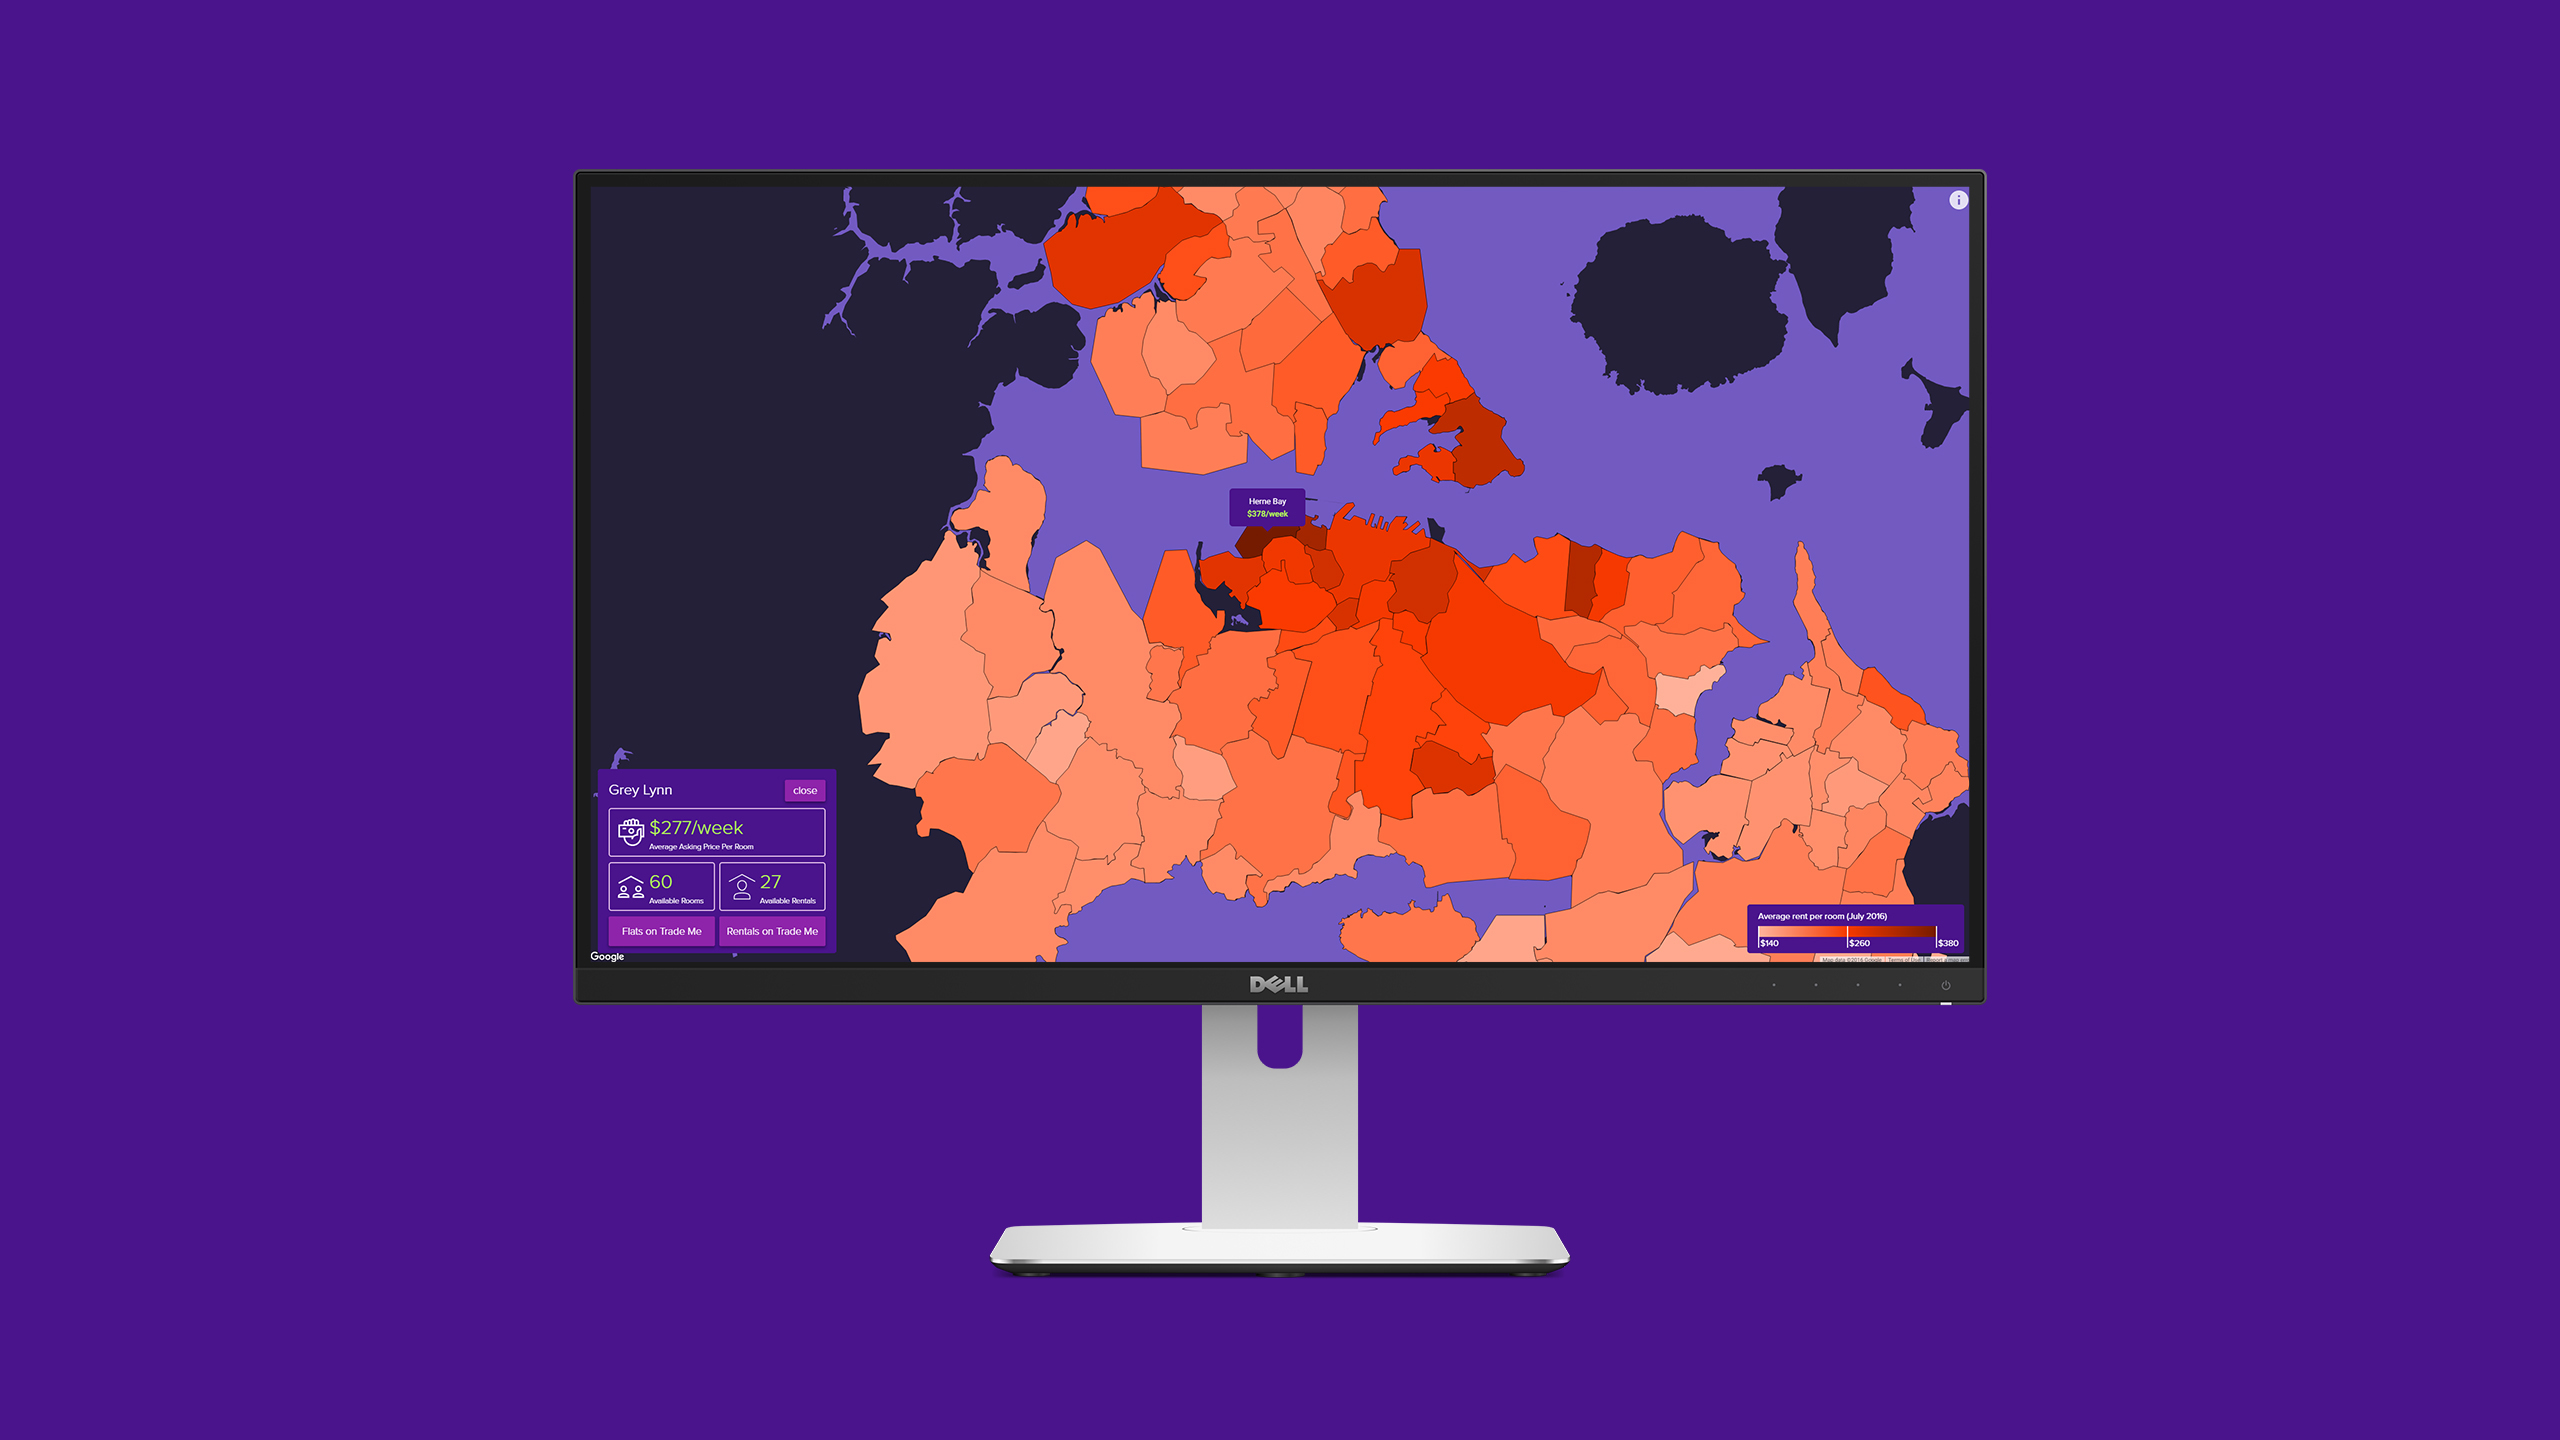 i
Herne Bay
$378/week
Grey Lynn
close
$277/week
Average Asking Price Per Room
60
Available Rooms
27
Available Rentals
Flats on Trade Me
Rentals on Trade Me
Google
Average rent per room (July 2016)
$140
$260
$380
Map data ©2016 Google
Terms of Use
Report a map error
DELL